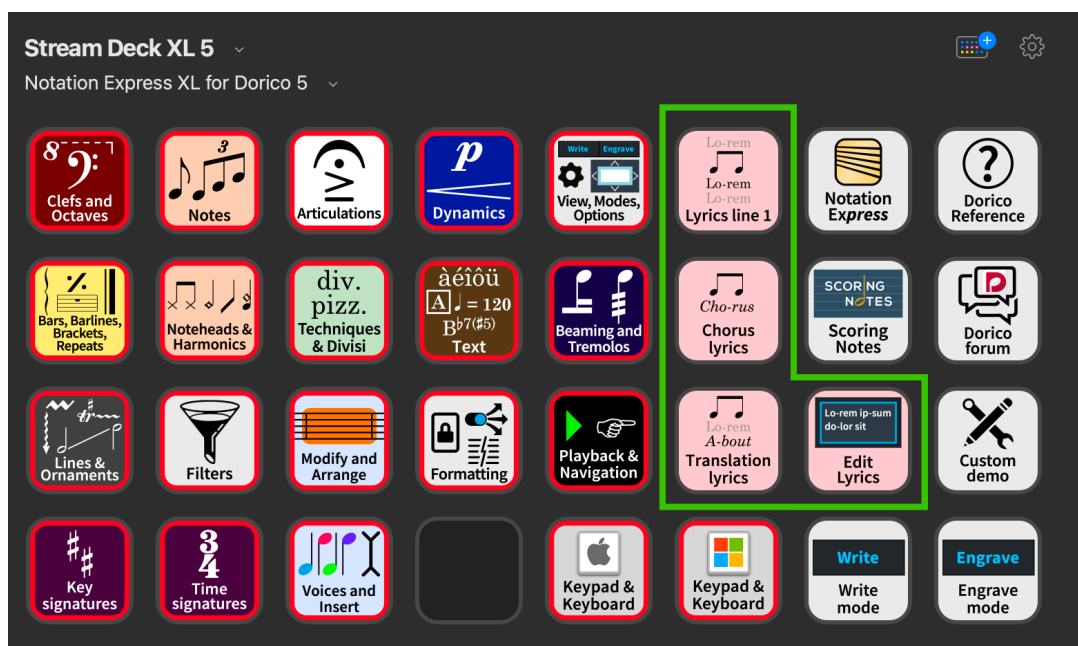 Stream Deck XL 5
Notation Express XL for Dorico 5
8
Clefs and
Octaves
3
Notes
Articulations
p
Dynamics
Write Engrave
View, Modes,
Options
Lo-rem
Lo-rem
Lo-rem
Lyrics line 1
Notation
Express
?
Dorico
Reference
Bars, Barlines,
Brackets,
Repeats
Noteheads &
Harmonics
div.
pizz.
Techniques
& Divisi
àéîôü
A ♩ = 120
B♭7(♯5)
Text
Beaming and
Tremolos
Cho-rus
Chorus
lyrics
SCORING
NOTES
Scoring
Notes
D
Dorico
forum
tr
Lines &
Ornaments
Filters
Modify and
Arrange
Formatting
Playback &
Navigation
Lo-rem
A-bout
Translation
lyrics
Lo-rem ip-sum
do-lor sit
Edit
Lyrics
Custom
demo
Key
signatures
3
4
Time
signatures
Voices and
Insert
Keypad &
Keyboard
Keypad &
Keyboard
Write
Write
mode
Engrave
Engrave
mode